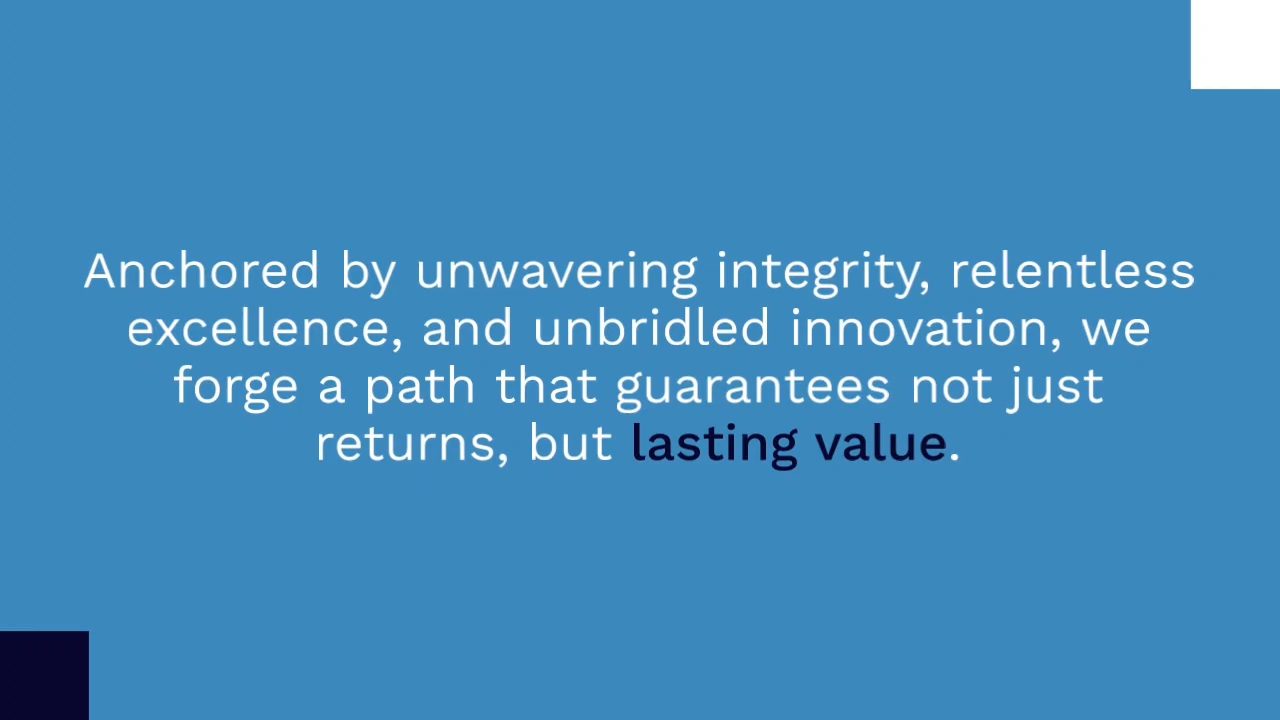 Anchored by unwavering integrity, relentless
excellence, and unbridled innovation, we
forge a path that guarantees not just
returns, but lasting value.